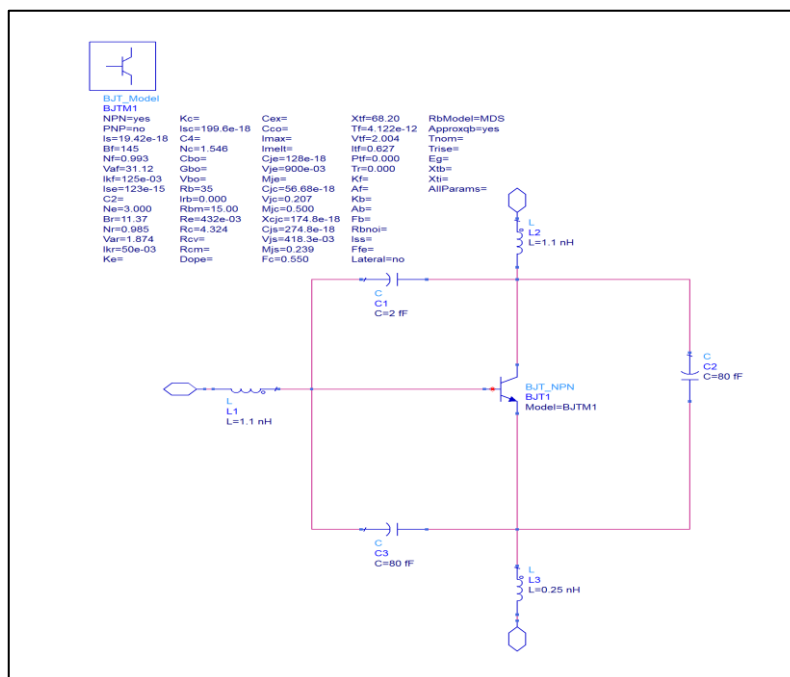 BJT_Model
BJTM1
NPN=yes Kc= Cex= Xtf=68.20 RbModel=MDS
PNP=no Isc=199.6e-18 Cco= Tf=4.122e-12 Approxqb=yes
Is=19.42e-18 C4= Imax= Vtf=2.004 Tnom=
Bf=145 Nc=1.546 Imelt= Itf=0.627 Trise=
Nf=0.993 Cbo= Cje=128e-18 Ptf=0.000 Eg=
Vaf=31.12 Gbo= Vje=900e-03 Tr=0.000 Xtb=
Ikf=125e-03 Vbo= Mje= Kf= Xti=
Ise=123e-15 Rb=35 Cjc=56.68e-18 Af= AllParams=
C2= Irb=0.000 Vjc=0.207 Kb=
Ne=3.000 Rbm=15.00 Mjc=0.500 Ab=
Br=11.37 Re=432e-03 Xcjc=174.8e-18 Fb=
Nr=0.985 Rc=4.324 Cjs=274.8e-18 Rbnoi=
Var=1.874 Rcv= Vjs=418.3e-03 Iss=
Ikr=50e-03 Rcm= Mjs=0.239 Ffe=
Ke= Dope= Fc=0.550 Lateral=no
L
L2
L=1.1 nH
C
C1
C=2 fF
C
C2
C=80 fF
BJT_NPN
BJT1
Model=BJTM1
L
L1
L=1.1 nH
C
C3
C=80 fF
L
L3
L=0.25 nH